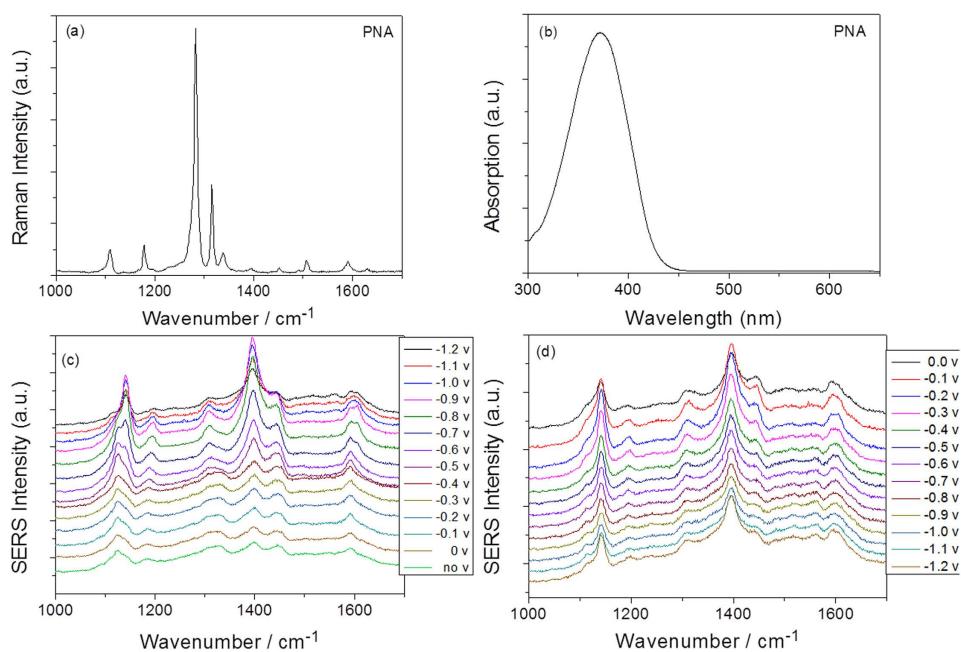 (a)
PNA
Raman Intensity (a.u.)
1000
1200
1400
1600
Wavenumber / cm-1
(b)
PNA
Absorption (a.u.)
300
400
500
600
Wavelength (nm)
(c)
SERS Intensity (a.u.)
1000
1200
1400
1600
Wavenumber / cm-1
-1.2 v
-1.1 v
-1.0 v
-0.9 v
-0.8 v
-0.7 v
-0.6 v
-0.5 v
-0.4 v
-0.3 v
-0.2 v
-0.1 v
0 v
no v
(d)
SERS Intensity (a.u.)
1000
1200
1400
1600
Wavenumber / cm-1
0.0 v
-0.1 v
-0.2 v
-0.3 v
-0.4 v
-0.5 v
-0.6 v
-0.7 v
-0.8 v
-0.9 v
-1.0 v
-1.1 v
-1.2 v